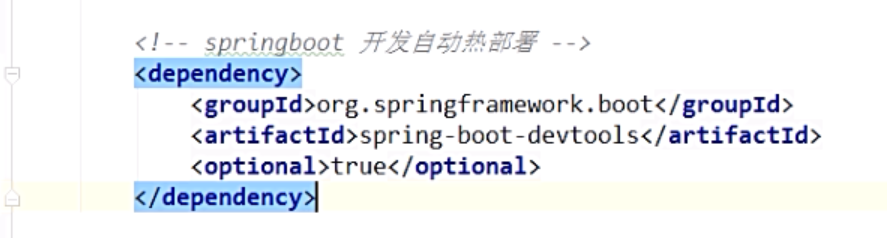 <!-- springboot 开发自动热部署 -->
<dependency>
<groupId>org.springframework.boot</groupId>
<artifactId>spring-boot-devtools</artifactId>
<optional>true</optional>
</dependency>